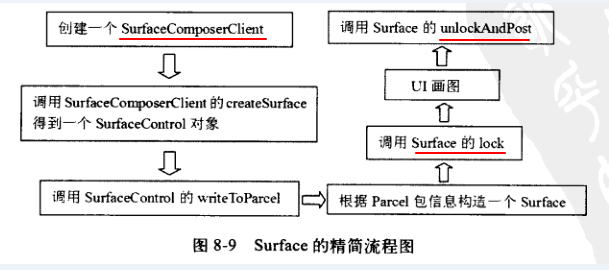 创建一个 SurfaceComposerClient
调用 SurfaceComposerClient 的 createSurface
得到一个 SurfaceControl 对象
调用 SurfaceControl 的 writeToParcel
根据 Parcel 包信息构造一个 Surface
调用 Surface 的 lock
UI 画图
调用 Surface 的 unlockAndPost
图 8-9 Surface 的精简流程图